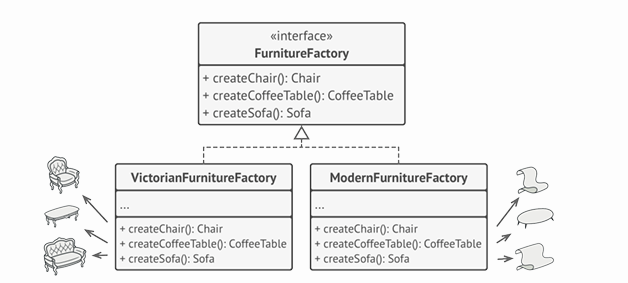 «interface»
FurnitureFactory
+ createChair(): Chair
+ createCoffeeTable(): CoffeeTable
+ createSofa(): Sofa
VictorianFurnitureFactory
...
+ createChair(): Chair
+ createCoffeeTable(): CoffeeTable
+ createSofa(): Sofa
ModernFurnitureFactory
...
+ createChair(): Chair
+ createCoffeeTable(): CoffeeTable
+ createSofa(): Sofa